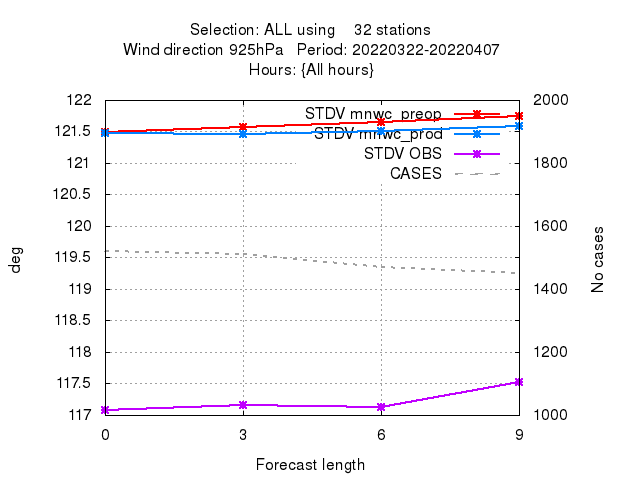 Selection: ALL using    32 stations
Wind direction 925hPa   Period: 20220322-20220407
Hours: {All hours}
122
121.5
121
120.5
120
119.5
119
118.5
118
117.5
117
2000
1800
1600
1400
1200
1000
STDV mnwc_preop
STDV mnwc_prod
STDV OBS
CASES
deg
No cases
0 3 6 9
Forecast length